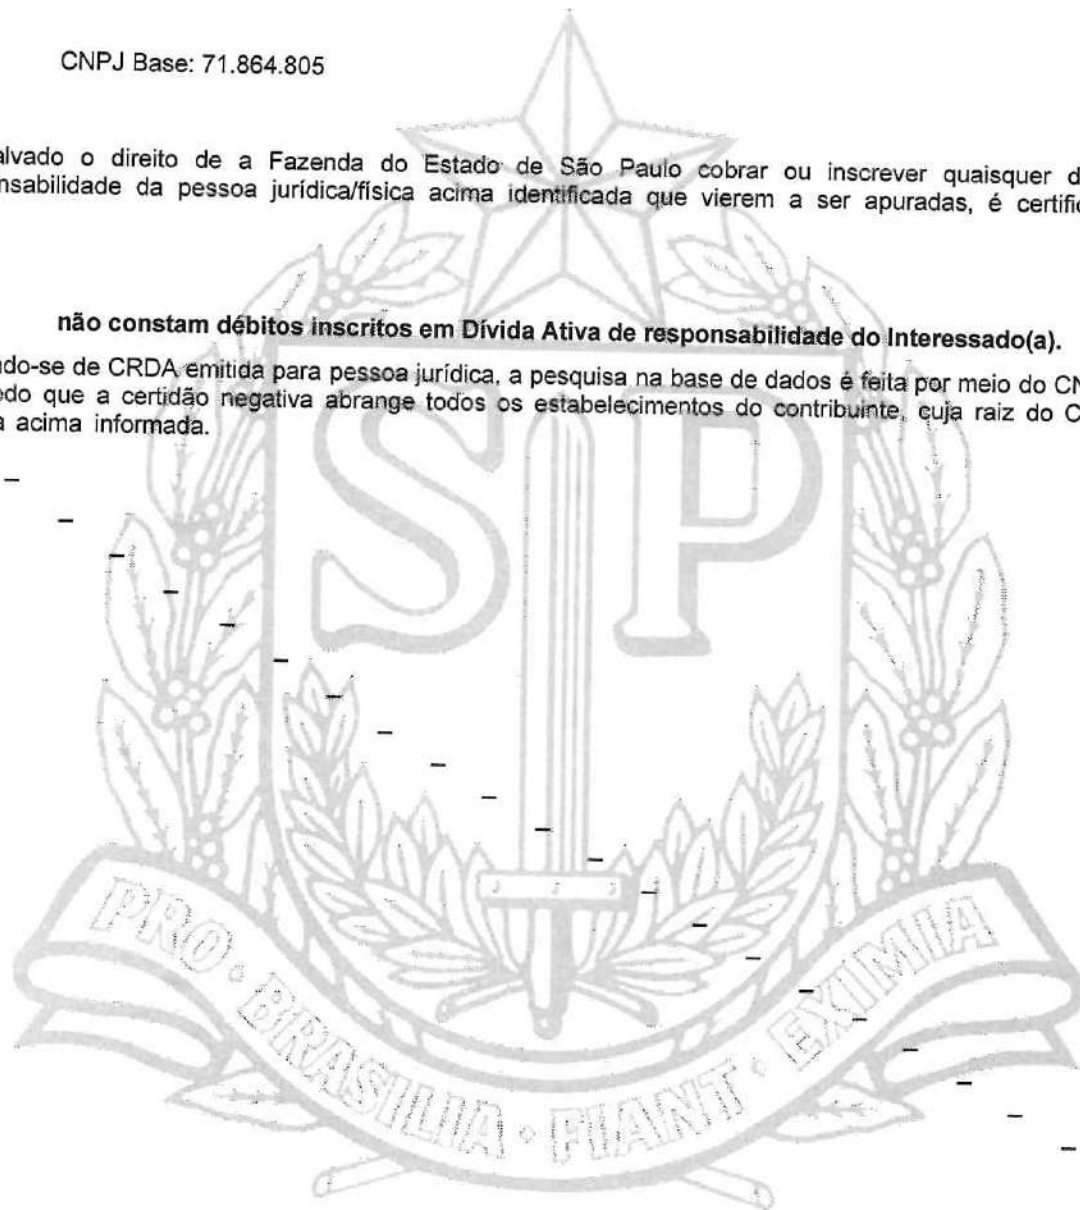 CNPJ Base: 71.864.805
alvado o direito de a Fazenda do Estado de São Paulo cobrar ou inscrever quaisquer d
nsabilidade da pessoa jurídica/física acima identificada que vierem a ser apuradas, é certific
não constam débitos inscritos em Dívida Ativa de responsabilidade do Interessado(a).
do-se de CRDA emitida para pessoa jurídica, a pesquisa na base de dados é feita por meio do CN
do que a certidão negativa abrange todos os estabelecimentos do contribuinte, cuja raiz do C
a acima informada.
SP
PRO · BRASILIA · FIANT · EXIMIA